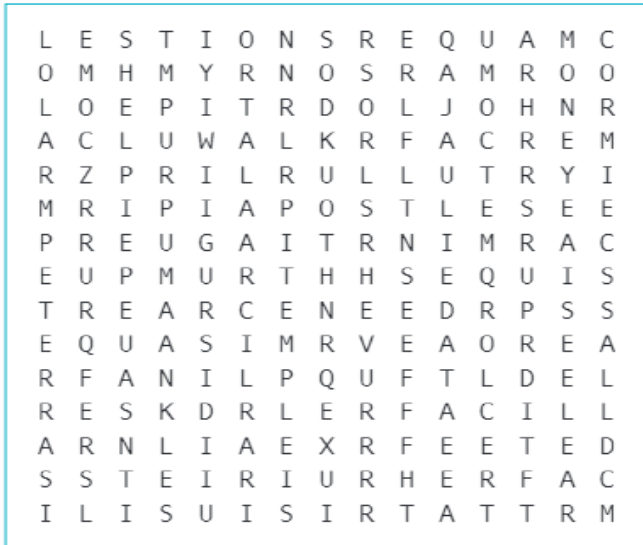 L E S T I O N S R E Q U A M C
O M H M Y R N O S R A M R O O
L O E P I T R D O L J O H N R
A C L U W A L K R F A C R E M
R Z P R I L R U L L U T R Y I
M R I P I A P O S T L E S E E
P R E U G A I T R N I M R A C
E U P M U R T H H S E Q U I S
T R E A R C E N E E D R P S S
E Q U A S I M R V E A O R E A
R F A N I L P Q U F T L D E L
R E S K D R L E R F A C I L L
A R N L I A E X R F E E T E D
S S T E I R I U R H E R F A C
I L I S U I S I R T A T T R M